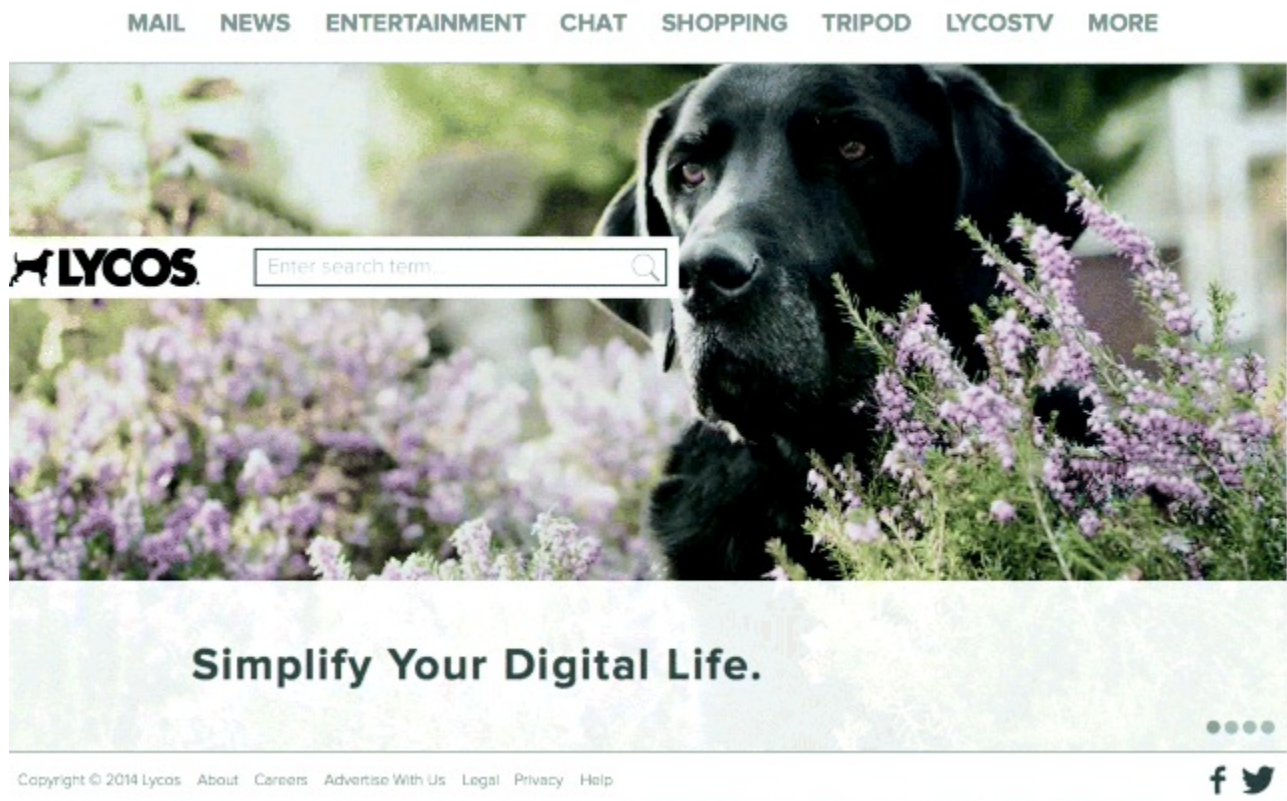 MAIL NEWS ENTERTAINMENT CHAT SHOPPING TRIPOD LYCOSTV MORE
LYCOS Enter search term...
Simplify Your Digital Life.
Copyright © 2014 Lycos About Careers Advertise With Us Legal Privacy Help